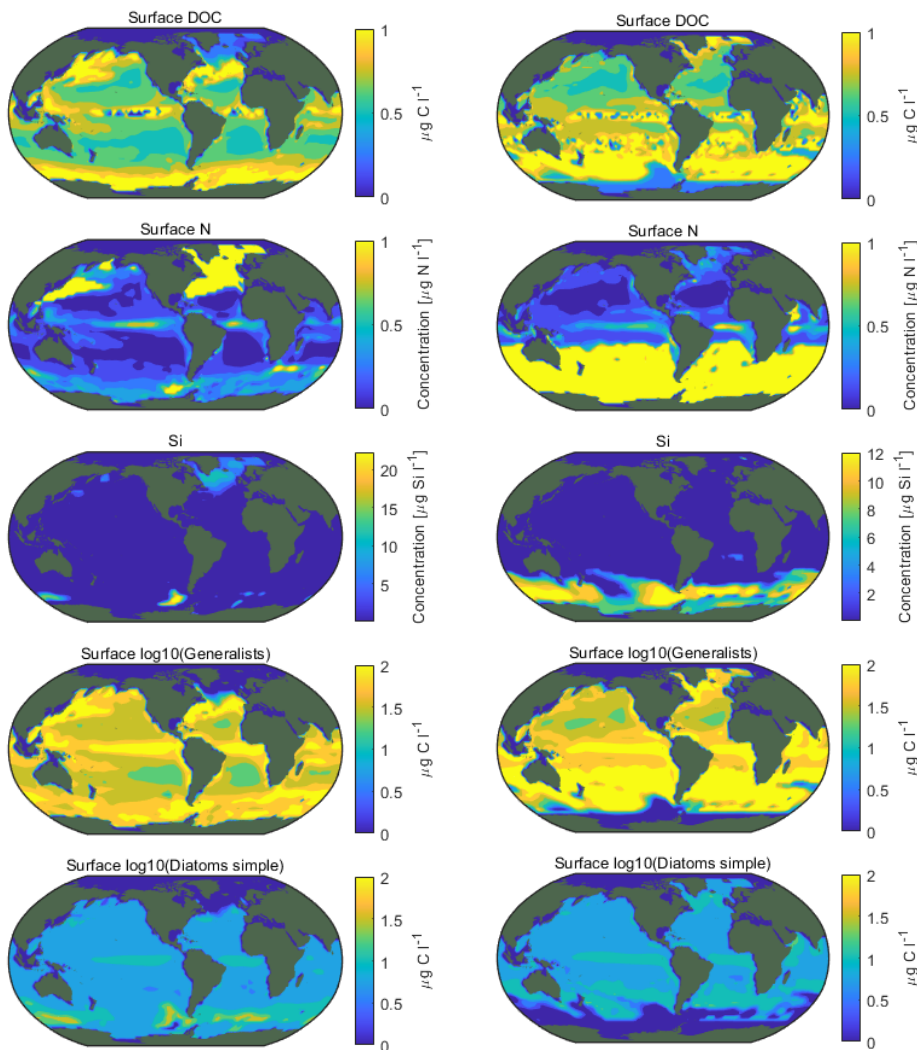 Surface DOC
1
0.5
0
µg C l⁻¹
Surface DOC
1
0.5
0
µg C l⁻¹
Surface N
1
0.5
0
Concentration [µg N l⁻¹]
Surface N
1
0.5
0
Concentration [µg N l⁻¹]
Si
20
15
10
5
Concentration [µg Si l⁻¹]
Si
12
10
8
6
4
2
Concentration [µg Si l⁻¹]
Surface log10(Generalists)
2
1.5
1
0.5
0
µg C l⁻¹
Surface log10(Generalists)
2
1.5
1
0.5
0
µg C l⁻¹
Surface log10(Diatoms simple)
2
1.5
1
0.5
0
µg C l⁻¹
Surface log10(Diatoms simple)
2
1.5
1
0.5
0
µg C l⁻¹